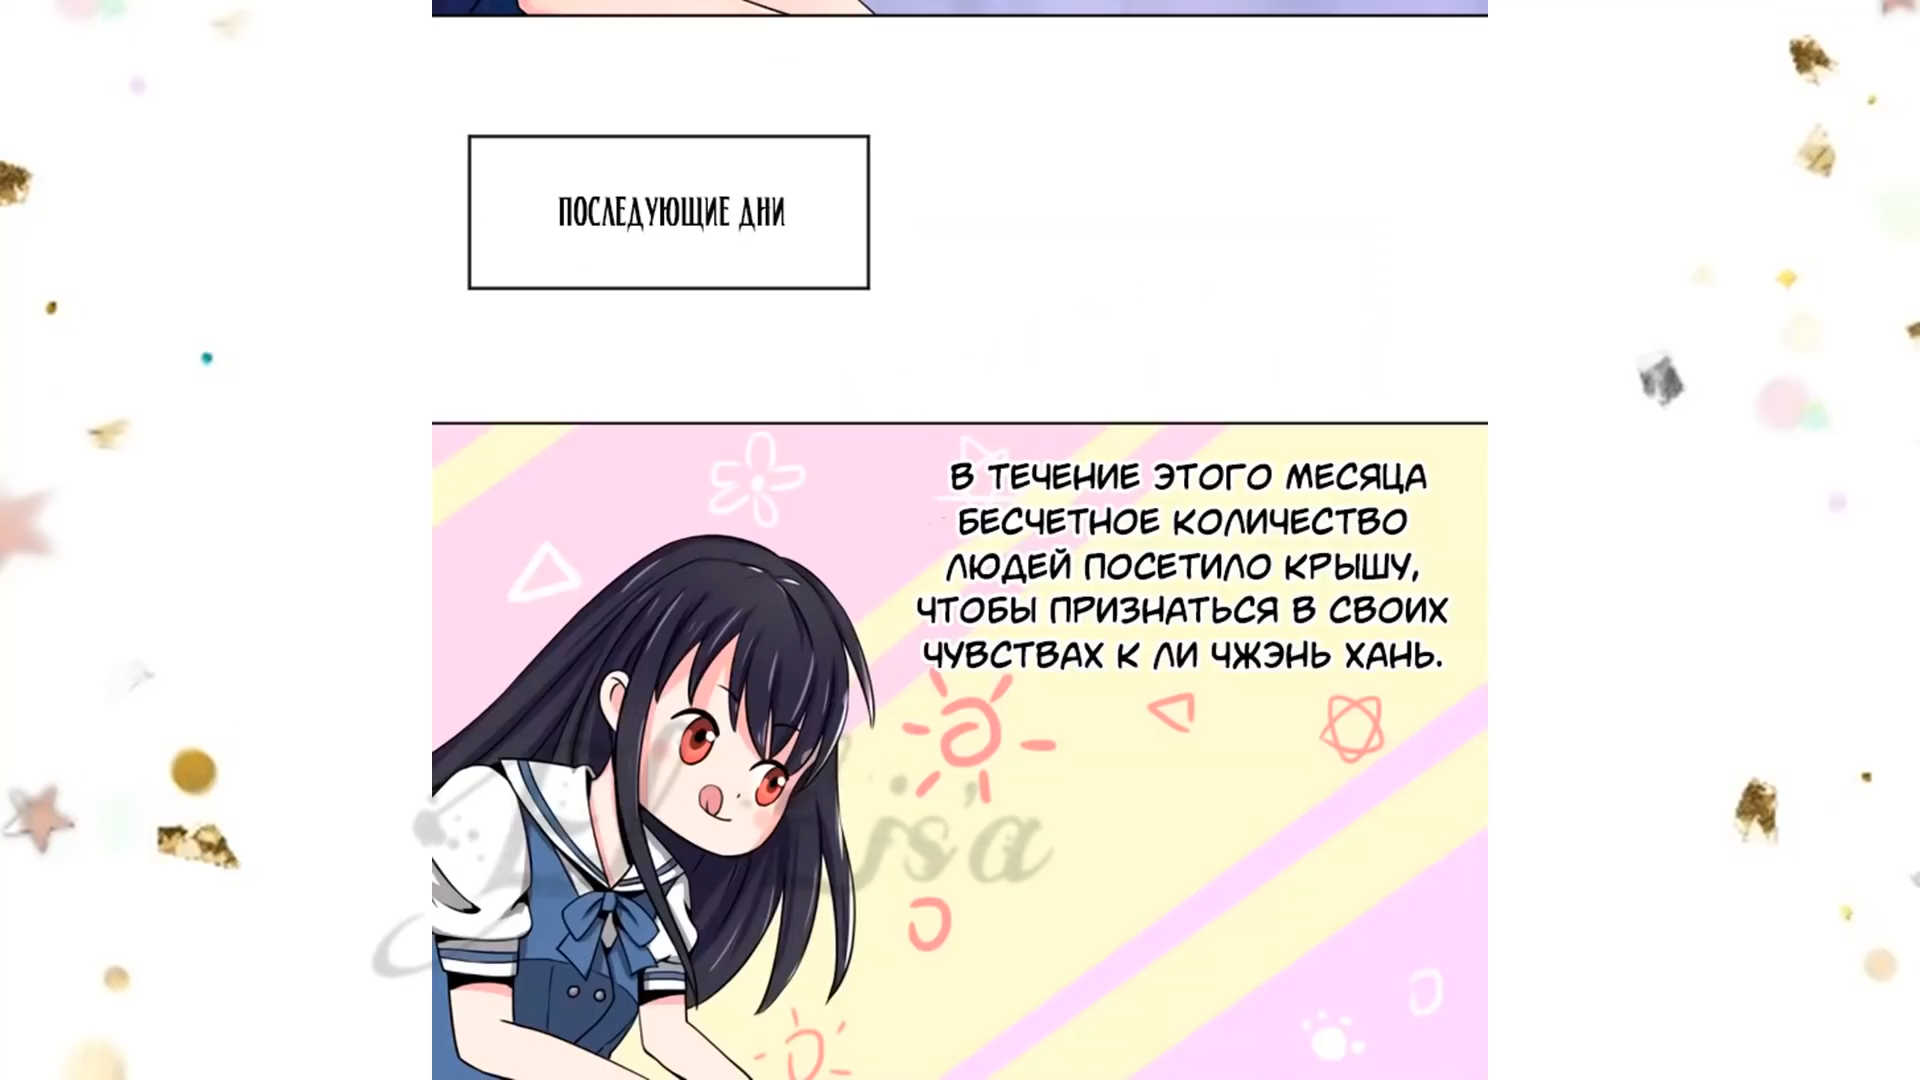 ПОСЛЕДУЮЩИЕ ДНИ
В ТЕЧЕНИЕ ЭТОГО МЕСЯЦА
БЕСЧЕТНОЕ КОЛИЧЕСТВО
ЛЮДЕЙ ПОСЕТИЛО КРЫШУ,
ЧТОБЫ ПРИЗНАТЬСЯ В СВОИХ
ЧУВСТВАХ К ЛИ ЧЖЭНЬ ХАНЬ.